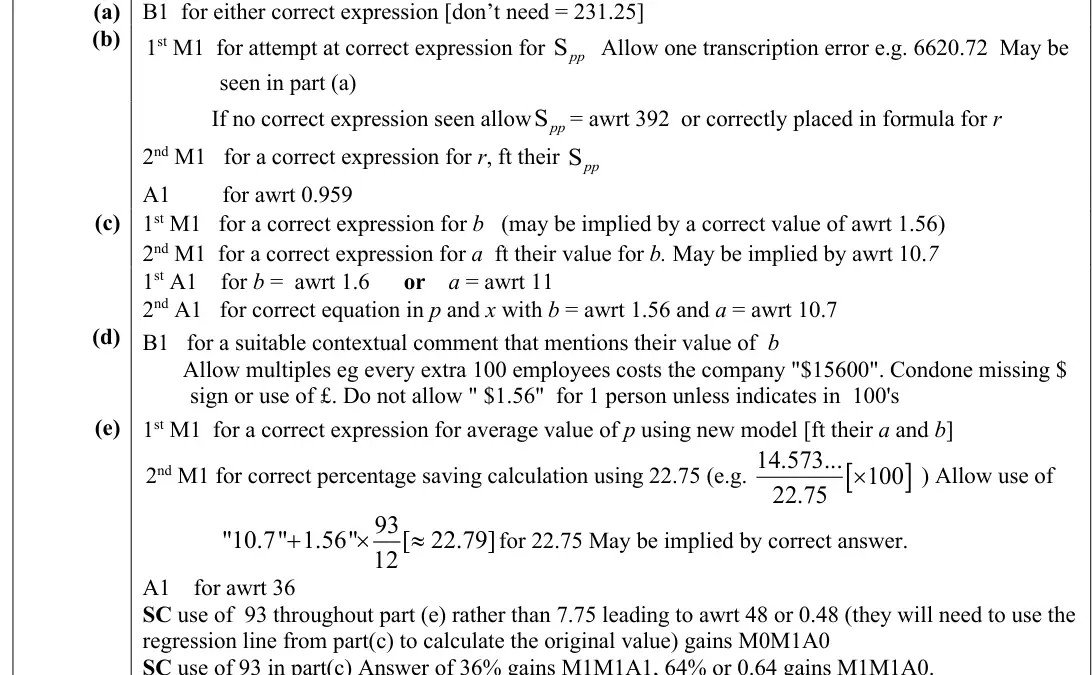 (a) B1 for either correct expression [don't need = 231.25]
(b) 1st M1 for attempt at correct expression for Spp Allow one transcription error e.g. 6620.72 May be
seen in part (a)
If no correct expression seen allow Spp = awrt 392 or correctly placed in formula for r
2nd M1 for a correct expression for r, ft their Spp
A1 for awrt 0.959
(c) 1st M1 for a correct expression for b (may be implied by a correct value of awrt 1.56)
2nd M1 for a correct expression for a ft their value for b. May be implied by awrt 10.7
1st A1 for b = awrt 1.6 or a = awrt 11
2nd A1 for correct equation in p and x with b = awrt 1.56 and a = awrt 10.7
(d) B1 for a suitable contextual comment that mentions their value of b
Allow multiples eg every extra 100 employees costs the company "$15600". Condone missing $
sign or use of £. Do not allow " $1.56" for 1 person unless indicates in 100's
(e) 1st M1 for a correct expression for average value of p using new model [ft their a and b]
2nd M1 for correct percentage saving calculation using 22.75 (e.g. 14.573.../22.75 [×100] ) Allow use of
"10.7"+1.56"×93/12[≈ 22.79] for 22.75 May be implied by correct answer.
A1 for awrt 36
SC use of 93 throughout part (e) rather than 7.75 leading to awrt 48 or 0.48 (they will need to use the
regression line from part(c) to calculate the original value) gains M0M1A0
SC use of 93 in part(c) Answer of 36% gains M1M1A1, 64% or 0.64 gains M1M1A0.